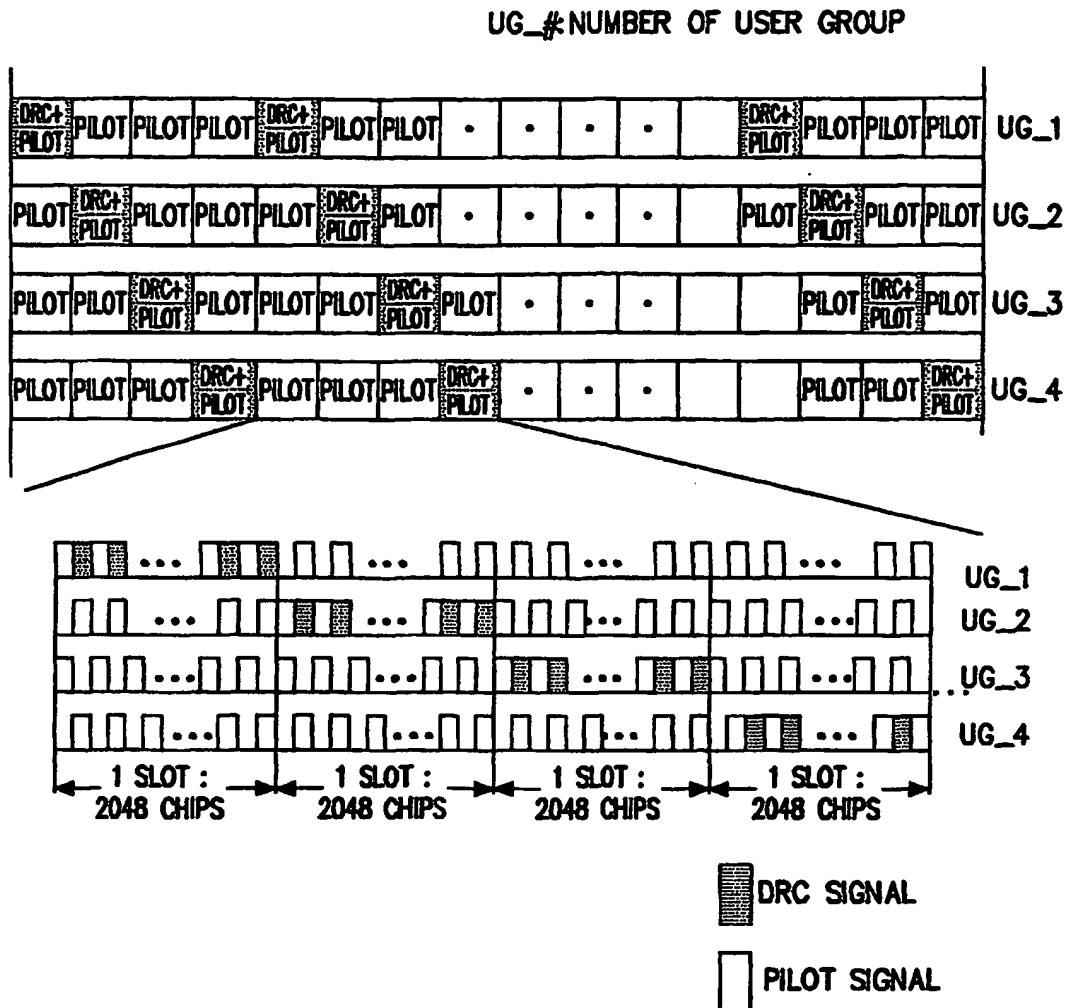 UG_# NUMBER OF USER GROUP
DRC+ PILOT PILOT PILOT PILOT DRC+ PILOT PILOT PILOT • • • • DRC+ PILOT PILOT PILOT PILOT UG_1
PILOT DRC+ PILOT PILOT PILOT PILOT DRC+ PILOT PILOT • • • • PILOT DRC+ PILOT PILOT PILOT UG_2
PILOT PILOT DRC+ PILOT PILOT PILOT PILOT DRC+ PILOT PILOT • • • PILOT DRC+ PILOT PILOT UG_3
PILOT PILOT PILOT DRC+ PILOT PILOT PILOT PILOT DRC+ PILOT • • • PILOT PILOT DRC+ PILOT UG_4
••• ••• ••• ••• UG_1
••• ••• ••• ••• UG_2
••• ••• ••• ••• ... UG_3
••• ••• ••• ••• UG_4
1 SLOT : 1 SLOT : 1 SLOT : 1 SLOT :
2048 CHIPS 2048 CHIPS 2048 CHIPS 2048 CHIPS
DRC SIGNAL
PILOT SIGNAL